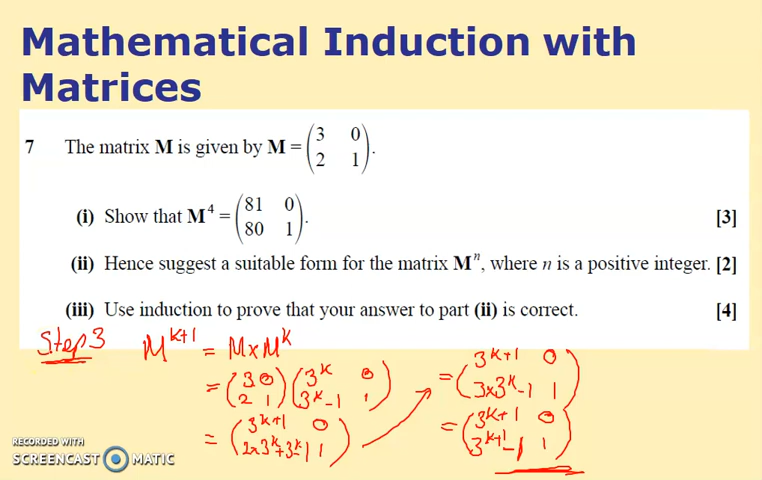 Mathematical Induction with
Matrices
7 The matrix M is given by M = (3 0
2 1).
(i) Show that M⁴ = (81 0
80 1). [3]
(ii) Hence suggest a suitable form for the matrix Mⁿ, where n is a positive integer. [2]
(iii) Use induction to prove that your answer to part (ii) is correct. [4]
Step 3 M^(k+1) = M×M^k
= (3 0
2 1)(3^k 0
3^k-1 1)
= (3^(k+1) 0
2×3^k+3^k-1 1)
= (3^(k+1) 0
3×3^k-1 1)
= (3^(k+1) 0
3^(k+1)-1 1)
RECORDED WITH
SCREENCAST MATIC